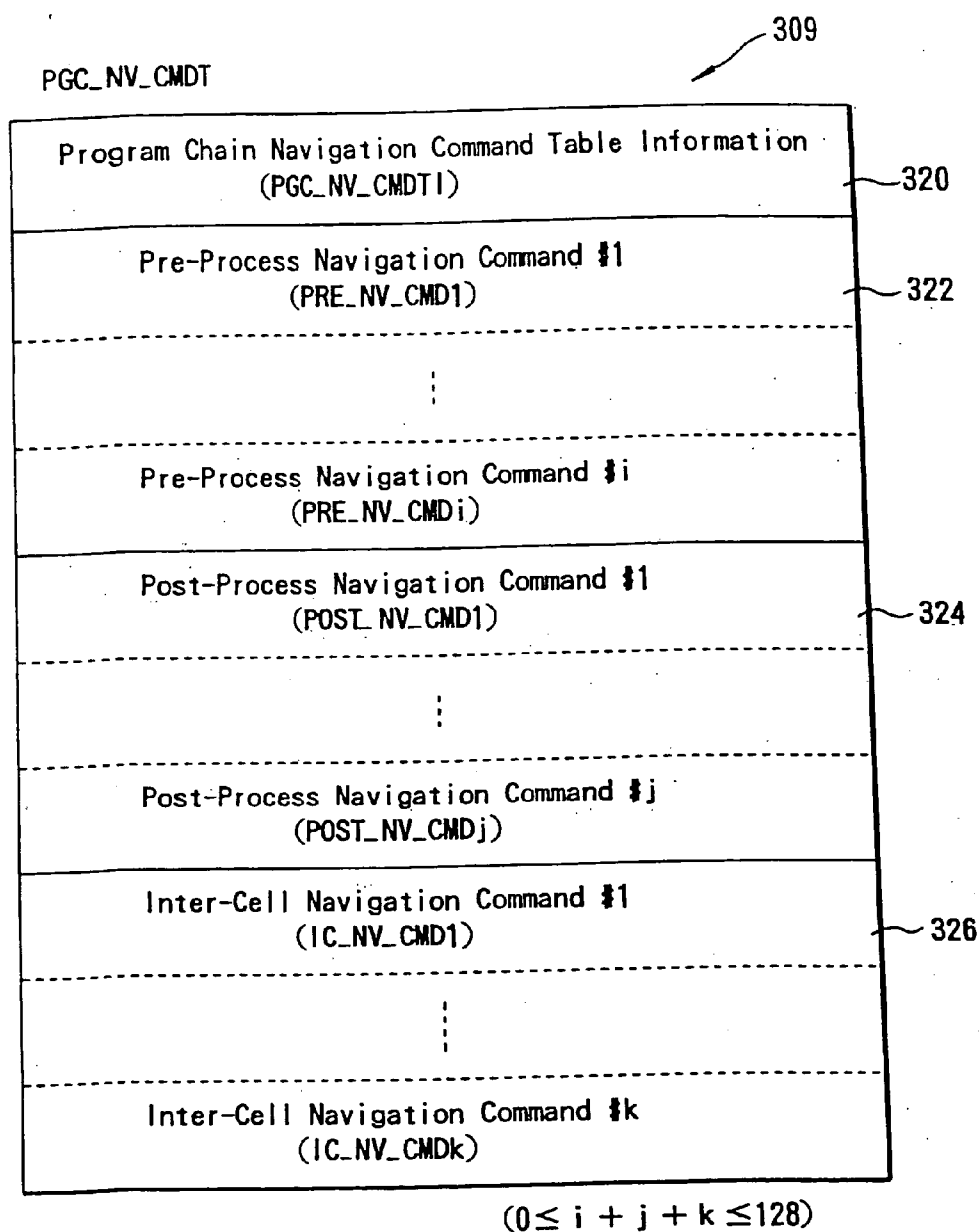 309
PGC_NV_CMDT
Program Chain Navigation Command Table Information
(PGC_NV_CMDTI)
320
Pre-Process Navigation Command #1
(PRE_NV_CMD1)
322
Pre-Process Navigation Command #i
(PRE_NV_CMDi)
Post-Process Navigation Command #1
(POST_NV_CMD1)
324
Post-Process Navigation Command #j
(POST_NV_CMDj)
Inter-Cell Navigation Command #1
(IC_NV_CMD1)
326
Inter-Cell Navigation Command #k
(IC_NV_CMDk)
(0≤ i + j + k ≤128)